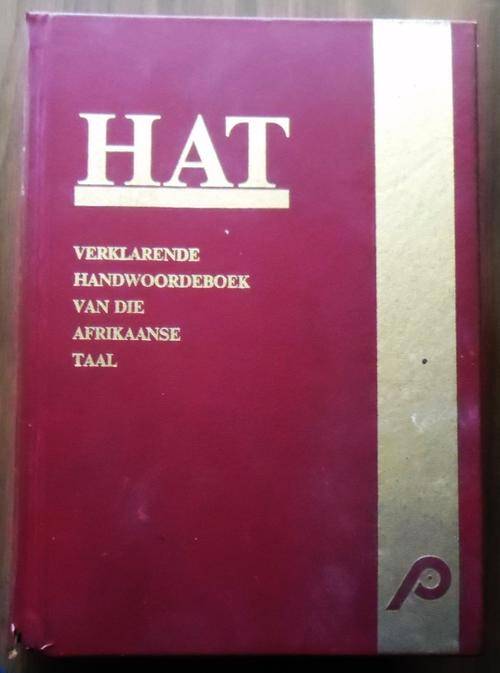 HAT
VERKLARENDE
HANDWOORDEBOEK
VAN DIE
AFRIKAANSE
TAAL